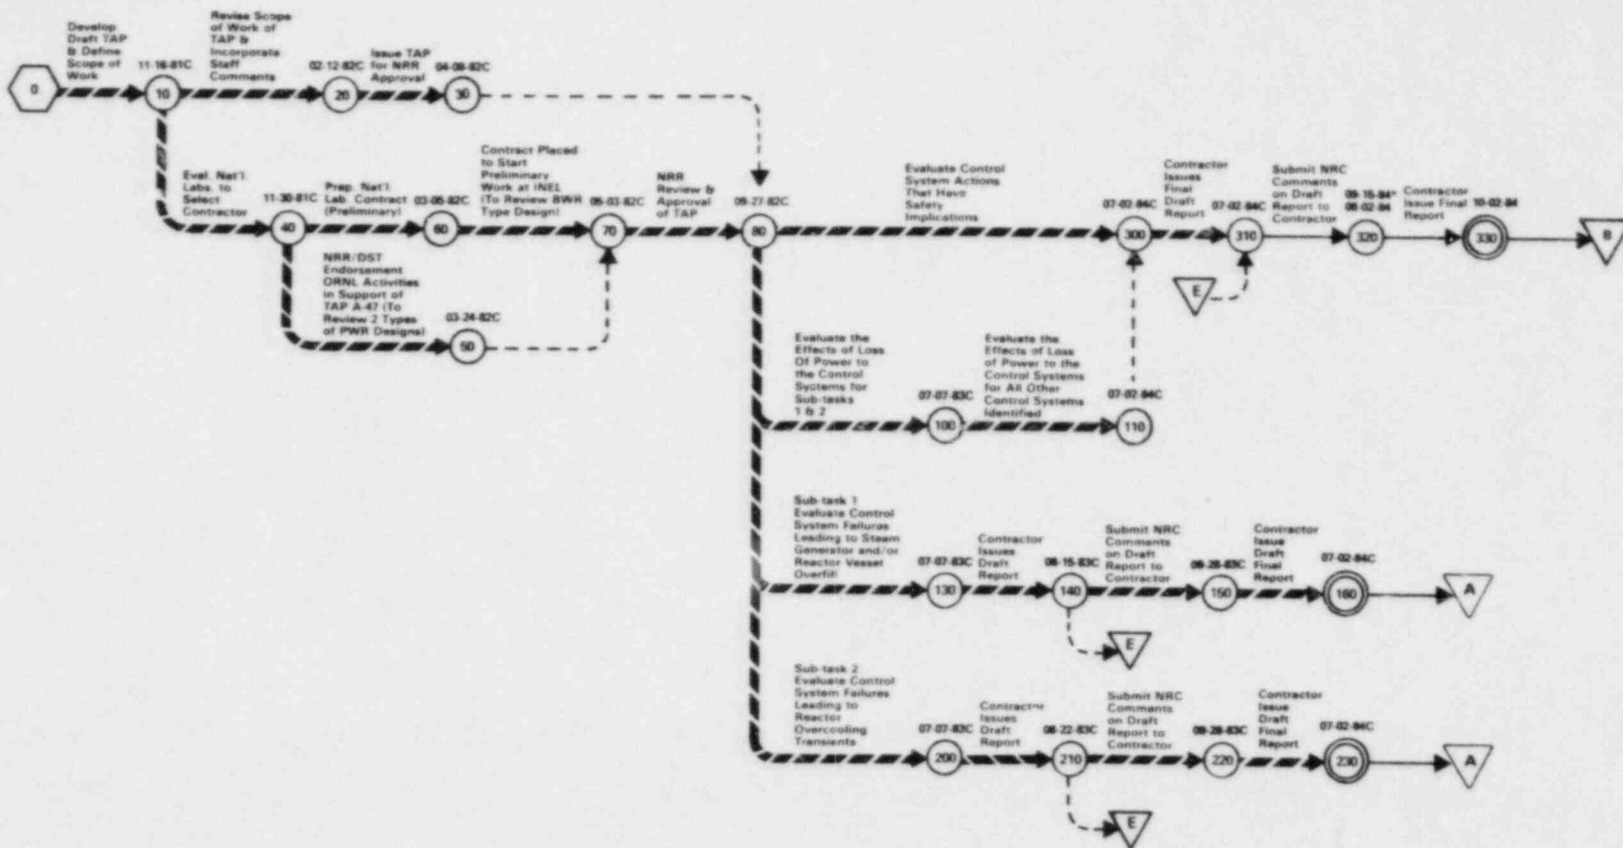 Develop
Draft TAP
& Define
Scope of
Work
0
11-16-81C
10
Revise Scope
of Work of
TAP &
Incorporate
Staff
Comments
02-12-82C
20
Issue TAP
for NRR
Approval
04-08-82C
30
Eval. Nat'l.
Labs. to
Select
Contractor
11-30-81C
40
Prep. Nat'l.
Lab. Contract
(Preliminary)
03-05-82C
60
Contract Placed
to Start
Preliminary
Work at INEL
(To Review BWR
Type Design)
70
NRR
Review &
Approval
of TAP
80
NRR/DST
Endorsement
ORNL Activities
in Support of
TAP A-47 (To
Review 2 Types
of PWR Designs)
03-24-82C
50
Evaluate Control
System Actions
That Have
Safety
Implications
07-02-84C
300
Contractor
Issues
Final
Draft
Report
07-02-84C
310
E
Submit NRC
Comments
on Draft
Report to
Contractor
320
Contractor
Issue Final
Report
10-02-84
330
B
Evaluate the
Effects of Loss
Of Power to
the Control
Systems for
Sub-tasks
1 & 2
07-07-83C
100
Evaluate the
Effects of Loss
of Power to the
Control Systems
for All Other
Control Systems
Identified
07-02-84C
110
Sub-task 1
Evaluate Control
System Failures
Leading to Steam
Generator and/or
Reactor Vessel
Overfill
07-07-83C
130
Contractor
Issues
Draft
Report
08-15-83C
140
E
Submit NRC
Comments
on Draft
Report to
Contractor
150
Contractor
Issue
Draft
Final
Report
07-02-84C
160
A
Sub-task 2
Evaluate Control
System Failures
Leading to
Reactor
Overcooling
Transients
07-07-83C
200
Contractor
Issues
Draft
Report
08-22-83C
210
E
Submit NRC
Comments
on Draft
Report to
Contractor
220
Contractor
Issue
Draft
Final
Report
07-02-84C
230
A